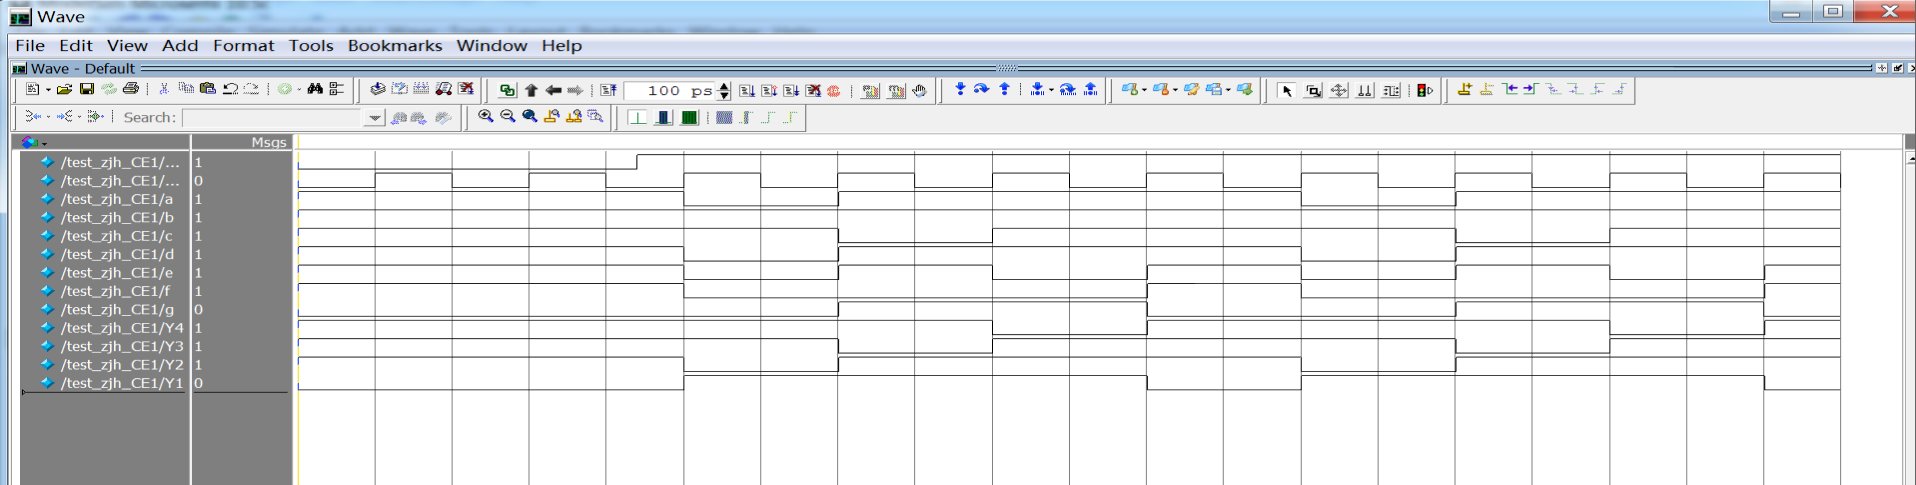 Wave
File Edit View Add Format Tools Bookmarks Window Help
Wave - Default
100 ps
Search:
Msgs
/test_zjh_CE1/... 1
/test_zjh_CE1/... 0
/test_zjh_CE1/a 1
/test_zjh_CE1/b 1
/test_zjh_CE1/c 1
/test_zjh_CE1/d 1
/test_zjh_CE1/e 1
/test_zjh_CE1/f 1
/test_zjh_CE1/g 0
/test_zjh_CE1/Y4 1
/test_zjh_CE1/Y3 1
/test_zjh_CE1/Y2 1
/test_zjh_CE1/Y1 0